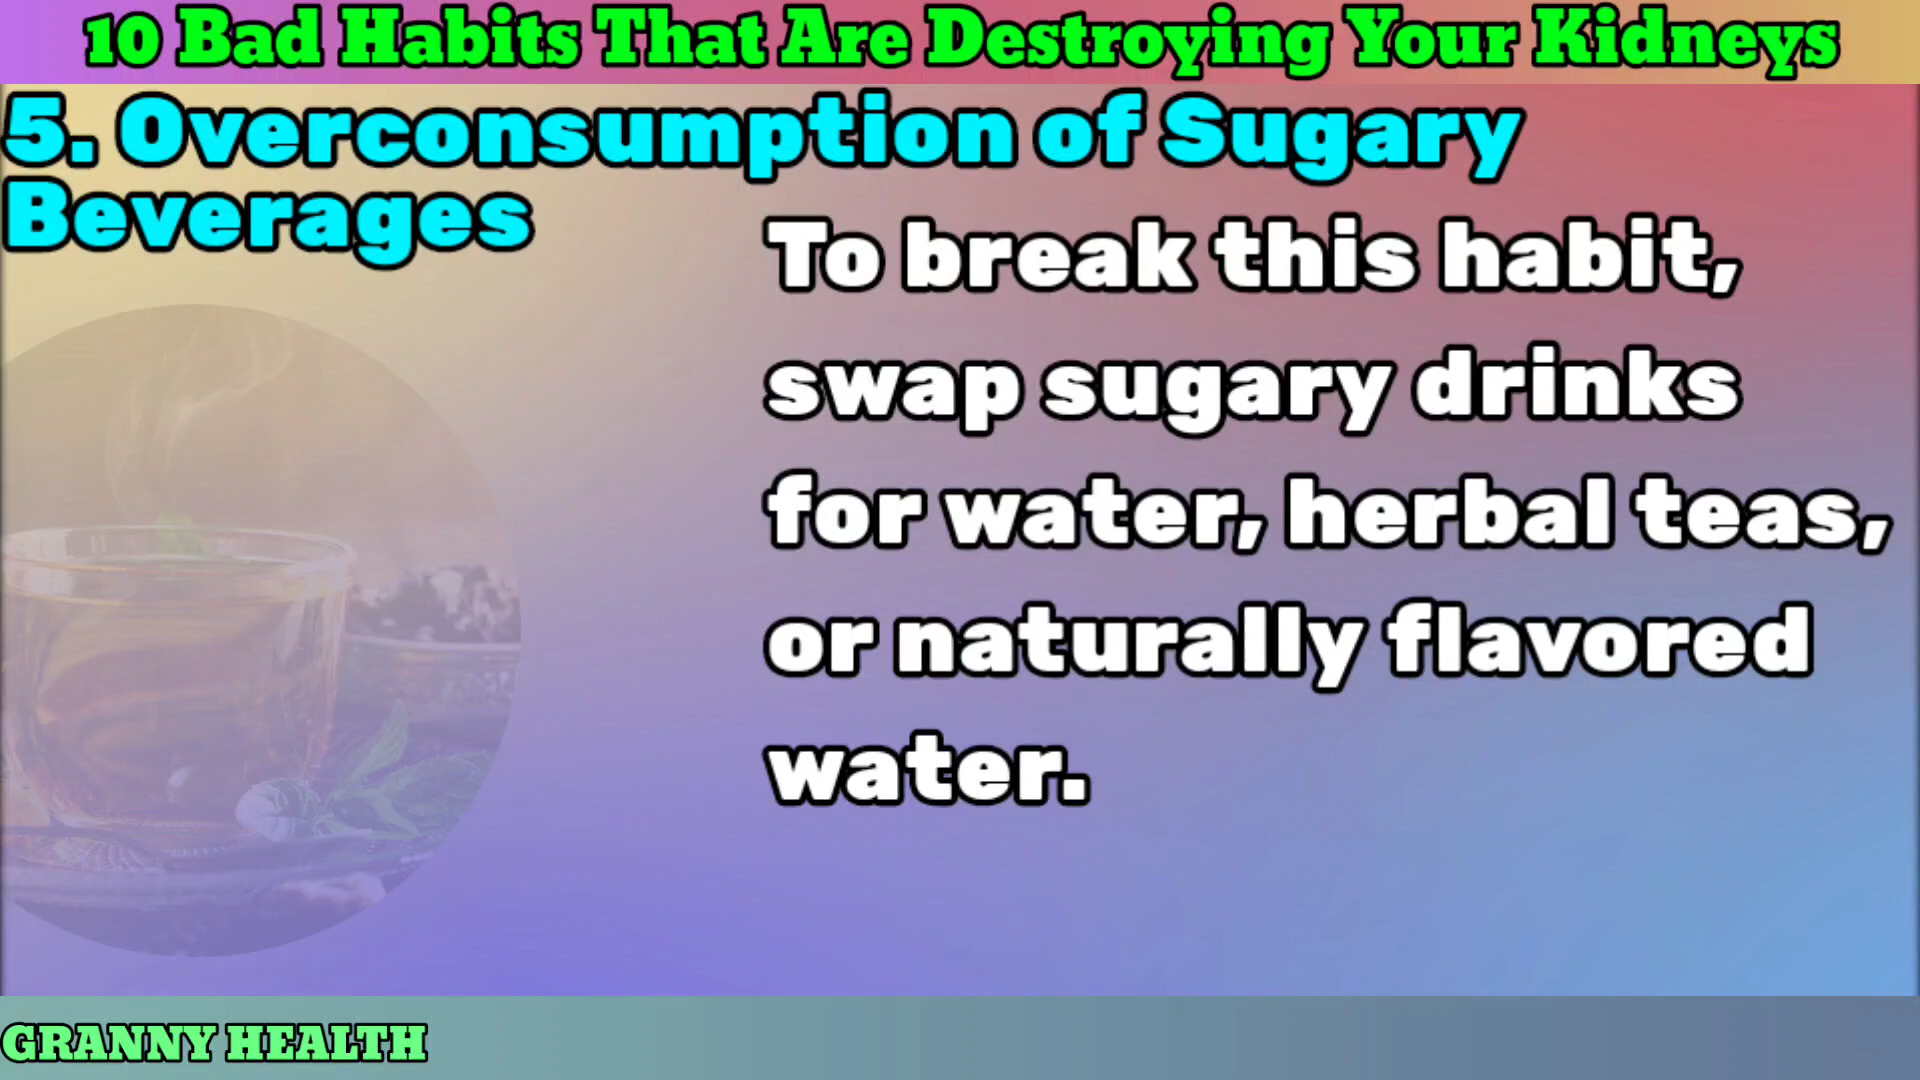 10 Bad Habits That Are Destroying Your Kidneys
5. Overconsumption of Sugary
Beverages
To break this habit,
swap sugary drinks
for water, herbal teas,
or naturally flavored
water.
GRANNY HEALTH